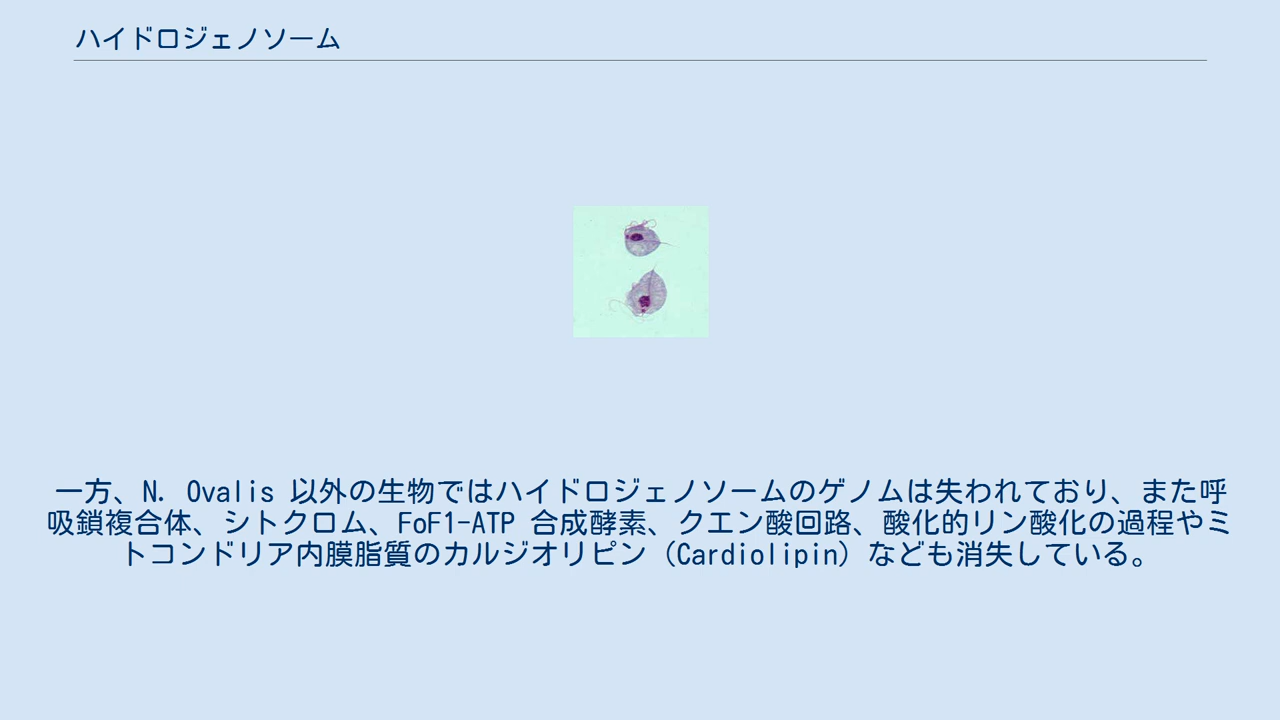 ハイドロジェノソーム
一方、N. Ovalis 以外の生物ではハイドロジェノソームのゲノムは失われており、また呼
吸鎖複合体、シトクロム、FoF1-ATP 合成酵素、クエン酸回路、酸化的リン酸化の過程やミ
トコンドリア内膜脂質のカルジオリピン（Cardiolipin）なども消失している。